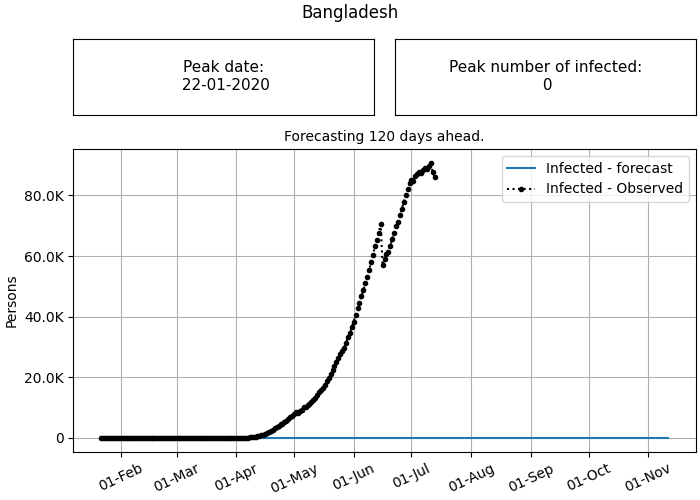 Bangladesh
Peak date:
22-01-2020
Peak number of infected:
0
Forecasting 120 days ahead.
Infected - forecast
Infected - Observed
80.0K
60.0K
40.0K
20.0K
0
Persons
01-Feb
01-Mar
01-Apr
01-May
01-Jun
01-Jul
01-Aug
01-Sep
01-Oct
01-Nov